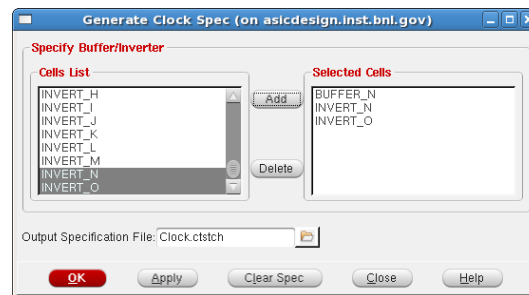 Generate Clock Spec (on asicdesign.inst.bnl.gov)
Specify Buffer/Inverter
Cells List
Selected Cells
INVERT_H
INVERT_I
INVERT_J
INVERT_K
INVERT_L
INVERT_M
INVERT_N
INVERT_O
Add
Delete
BUFFER_N
INVERT_N
INVERT_O
Output Specification File: Clock.ctstch
OK Apply Clear Spec Close Help